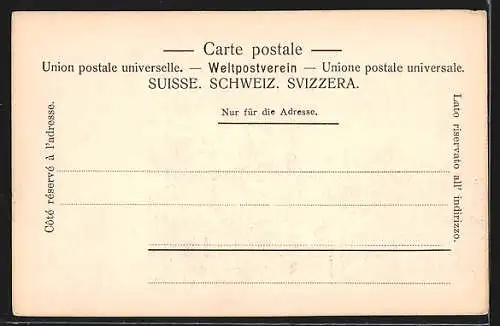 — Carte postale —
Union postale universelle. — Weltpostverein — Unione postale universale.
SUISSE. SCHWEIZ. SVIZZERA.
Nur für die Adresse.
Côté réservé à l'adresse.
Lato riservato all' indirizzo.